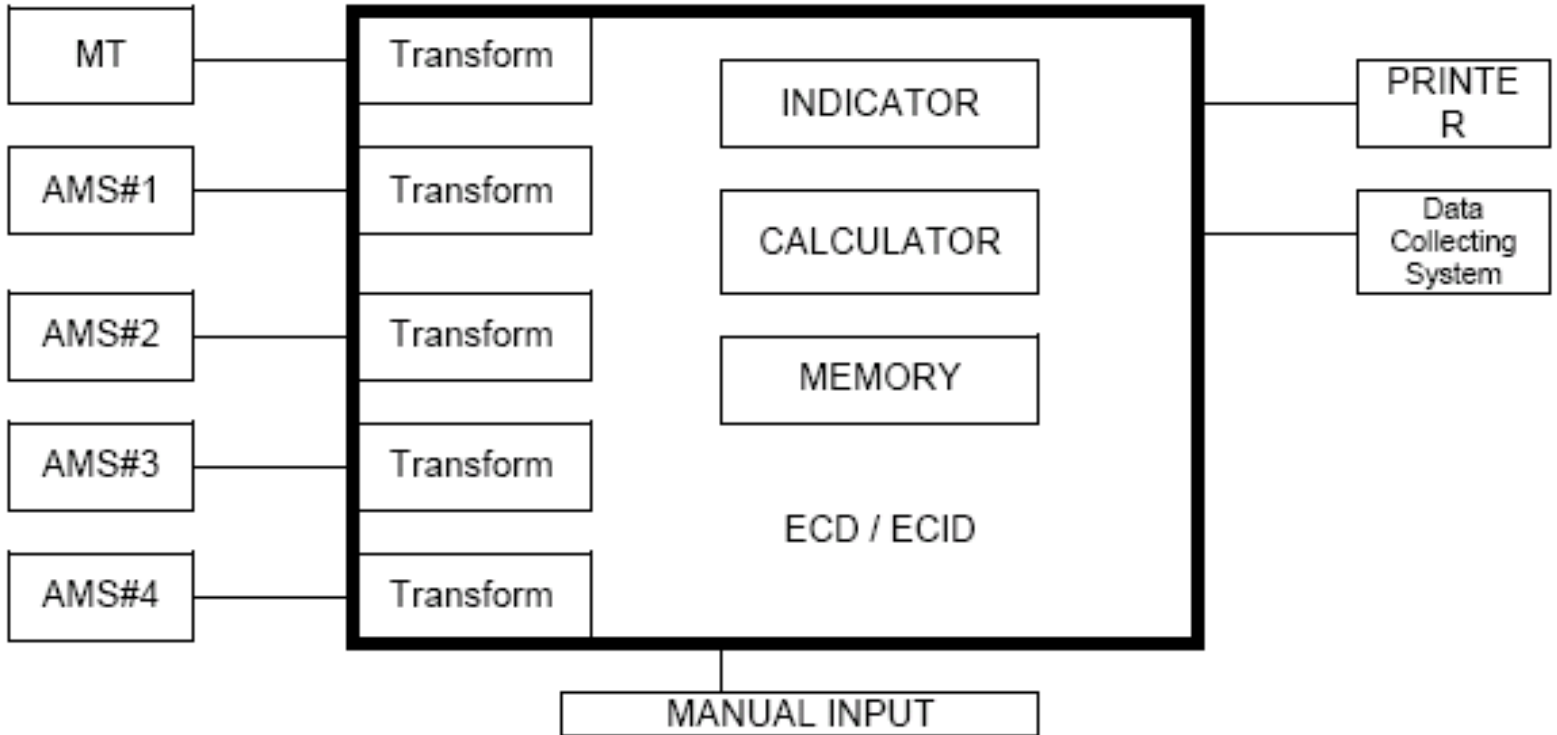 MT
Transform
INDICATOR
PRINTE
R
AMS#1
Transform
CALCULATOR
Data
Collecting
System
AMS#2
Transform
MEMORY
AMS#3
Transform
ECD / ECID
AMS#4
Transform
MANUAL INPUT